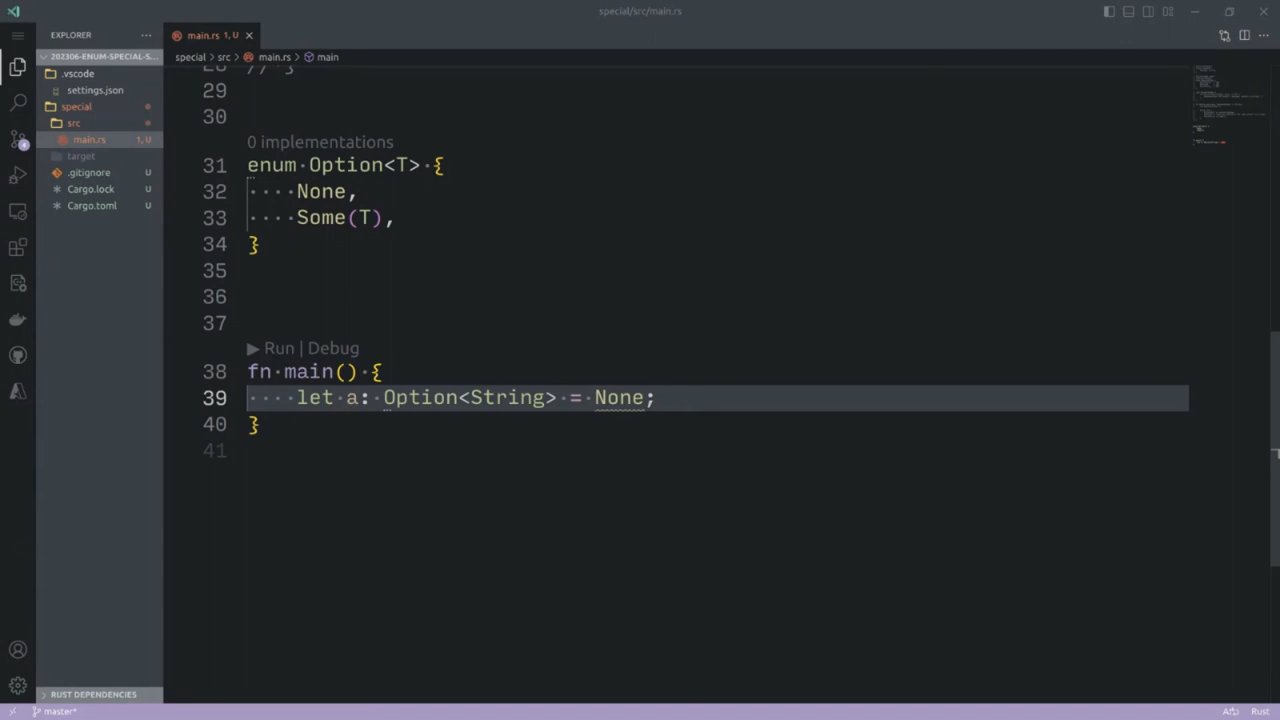 special/src/main.rs
EXPLORER
main.rs 1, U
202306-ENUM-SPECIAL-S...
special > src > main.rs > main
.vscode
settings.json
special
src
main.rs 1, U
target
.gitignore U
Cargo.lock U
Cargo.toml U
4
29
30
0 implementations
31 enum Option<T> {
32 None,
33 Some(T),
34 }
35
36
37
▶ Run | Debug
38 fn main() {
39 let a: Option<String> = None;
40 }
41
RUST DEPENDENCIES
master*
Rust